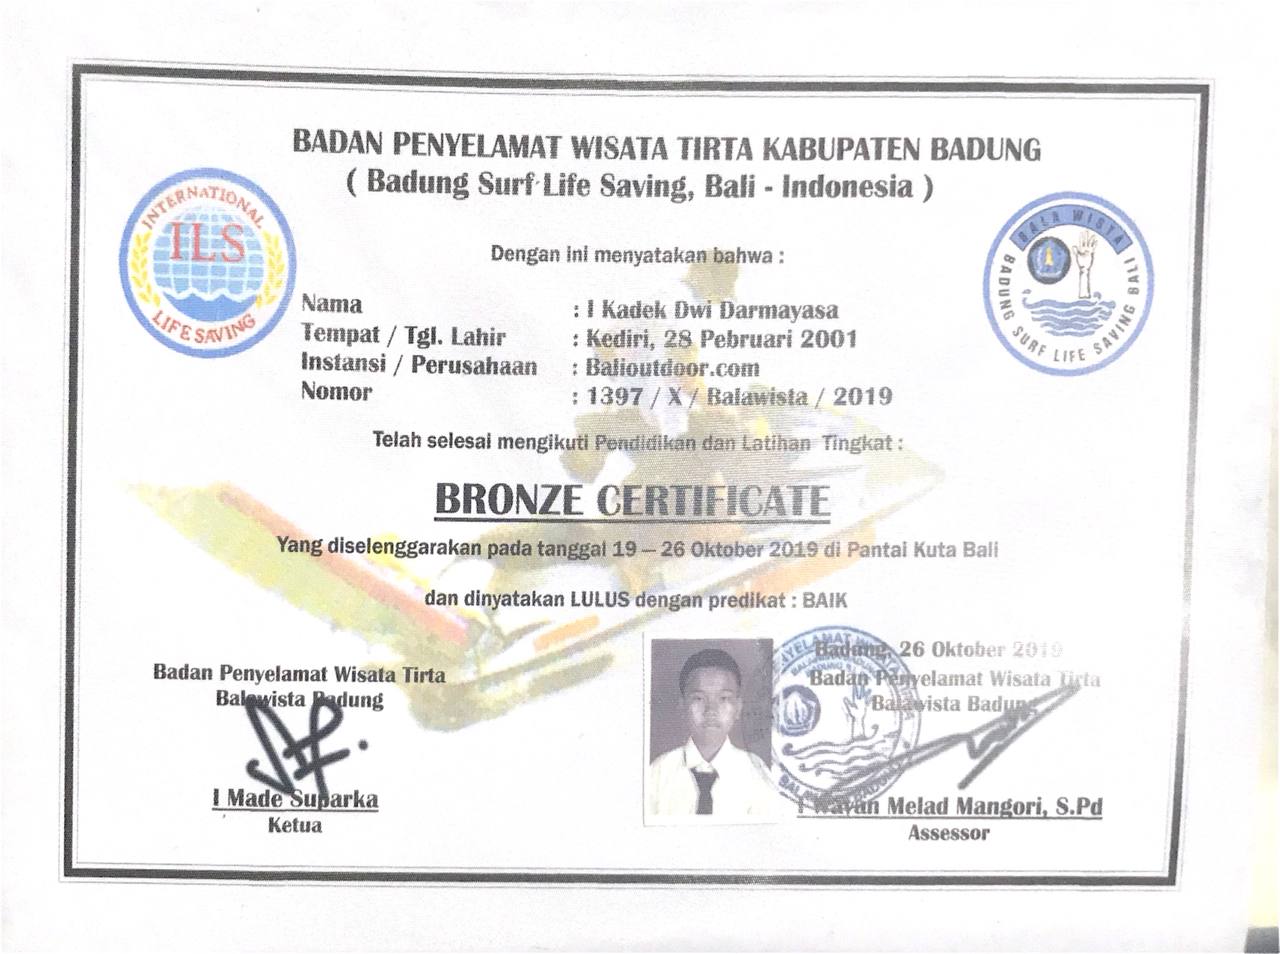 BADAN PENYELAMAT WISATA TIRTA KABUPATEN BADUNG
( Badung Surf Life Saving, Bali - Indonesia )
INTERNATIONAL
ILS
LIFE SAVING
BALA WISTA
BADUNG SURF LIFE SAVING BALI
Dengan ini menyatakan bahwa :
Nama : I Kadek Dwi Darmayasa
Tempat / Tgl. Lahir : Kediri, 28 Pebruari 2001
Instansi / Perusahaan : Balioutdoor.com
Nomor : 1397 / X / Balawista / 2019
Telah selesai mengikuti Pendidikan dan Latihan Tingkat :
BRONZE CERTIFICATE
Yang diselenggarakan pada tanggal 19 – 26 Oktober 2019 di Pantai Kuta Bali
dan dinyatakan LULUS dengan predikat : BAIK
Badan Penyelamat Wisata Tirta
Balawista Badung
I Made Suparka
Ketua
Badung, 26 Oktober 2019
Badan Penyelamat Wisata Tirta
Balawista Badung
I Wayan Melad Mangori, S.Pd
Assessor